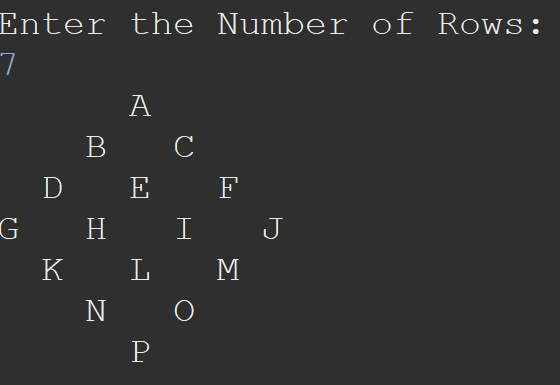 Enter the Number of Rows:
7
A
B C
D E F
G H I J
K L M
N O
P